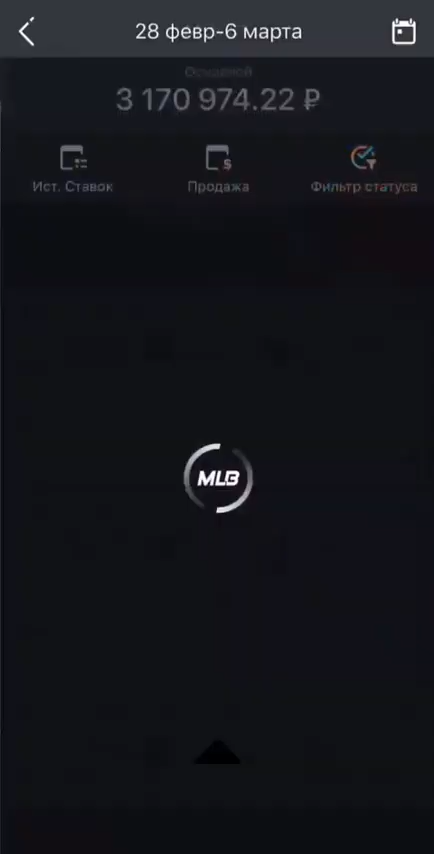 28 февр-6 марта
Основной
3 170 974.22 ₽
Ист. Ставок
Продажа
Фильтр статуса
MLB